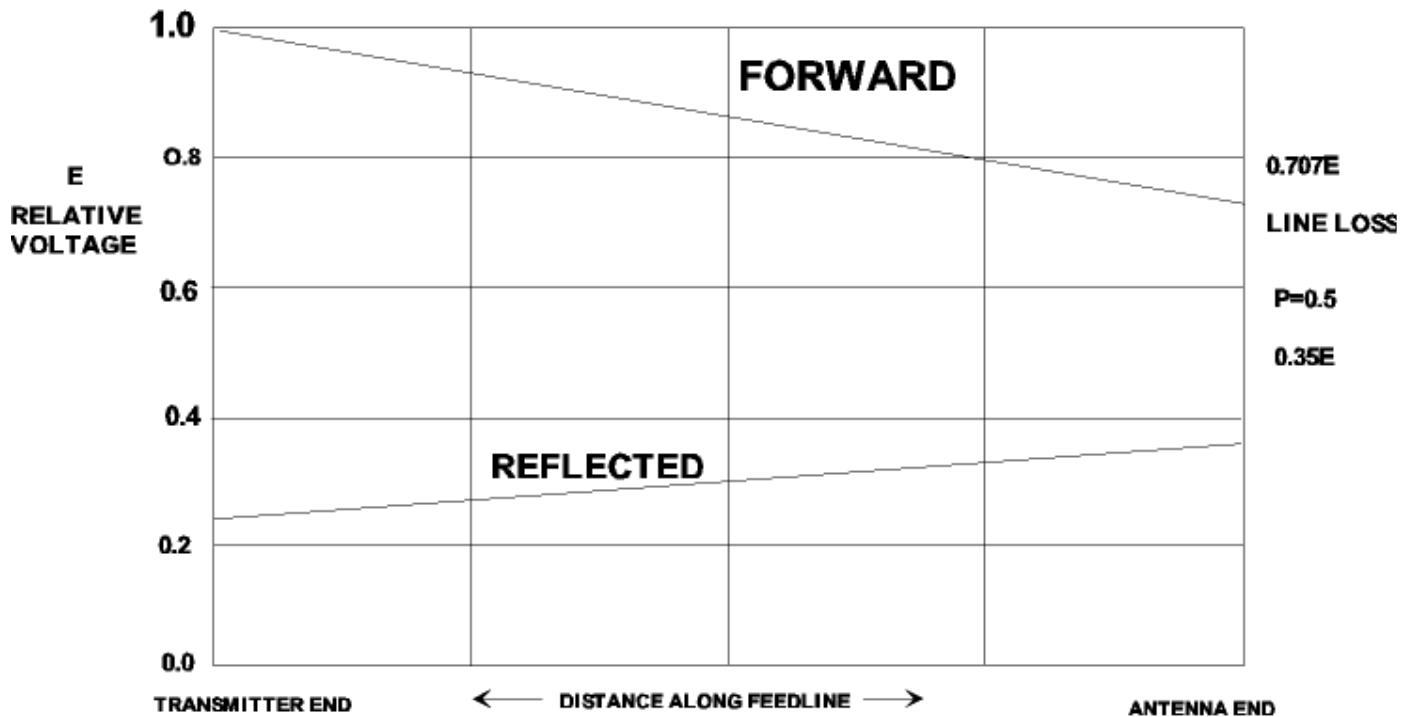 1.0
FORWARD
0.8
0.707E
E
RELATIVE
VOLTAGE
LINE LOSS
0.6
P=0.5
0.35E
0.4
REFLECTED
0.2
0.0
TRANSMITTER END
DISTANCE ALONG FEEDLINE
ANTENNA END